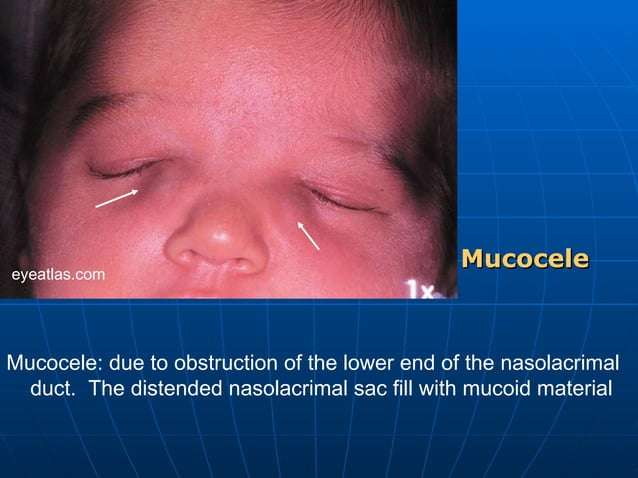 eyeatlas.com
1x
Mucocele
Mucocele: due to obstruction of the lower end of the nasolacrimal
duct. The distended nasolacrimal sac fill with mucoid material